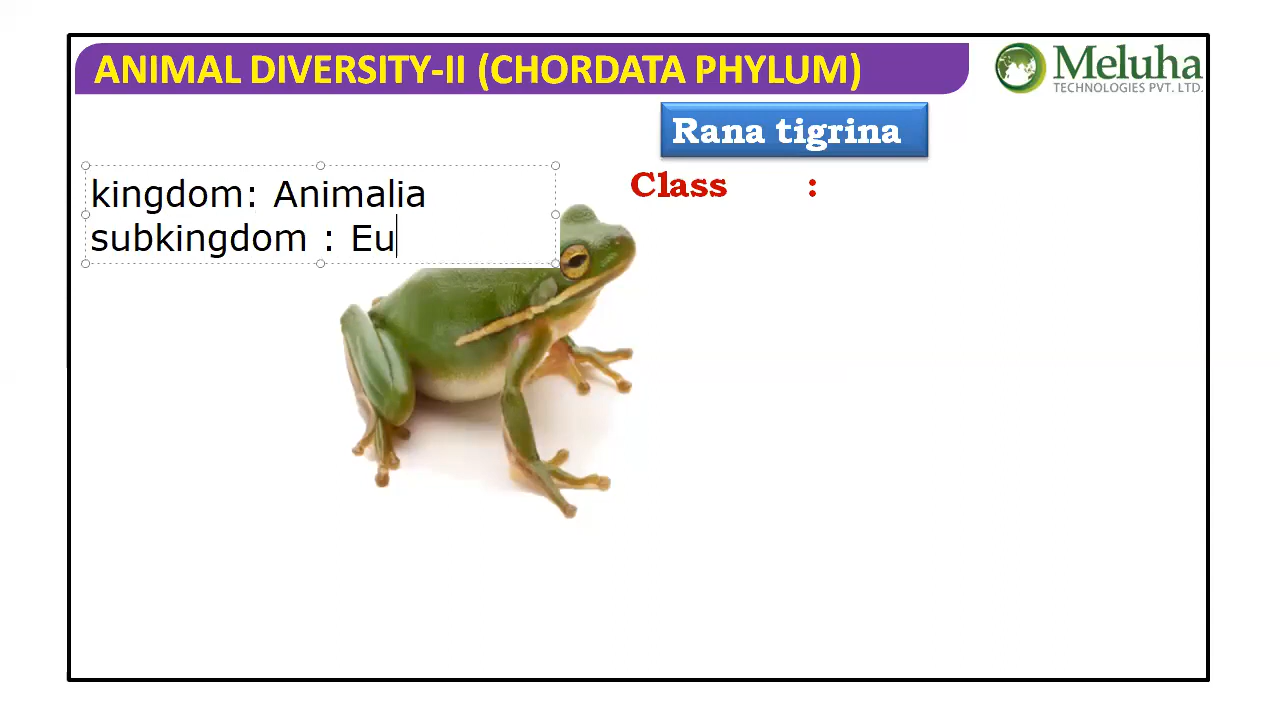 ANIMAL DIVERSITY-II (CHORDATA PHYLUM)
Meluha
TECHNOLOGIES PVT. LTD.
Rana tigrina
kingdom: Animalia
subkingdom : Eu
Class :